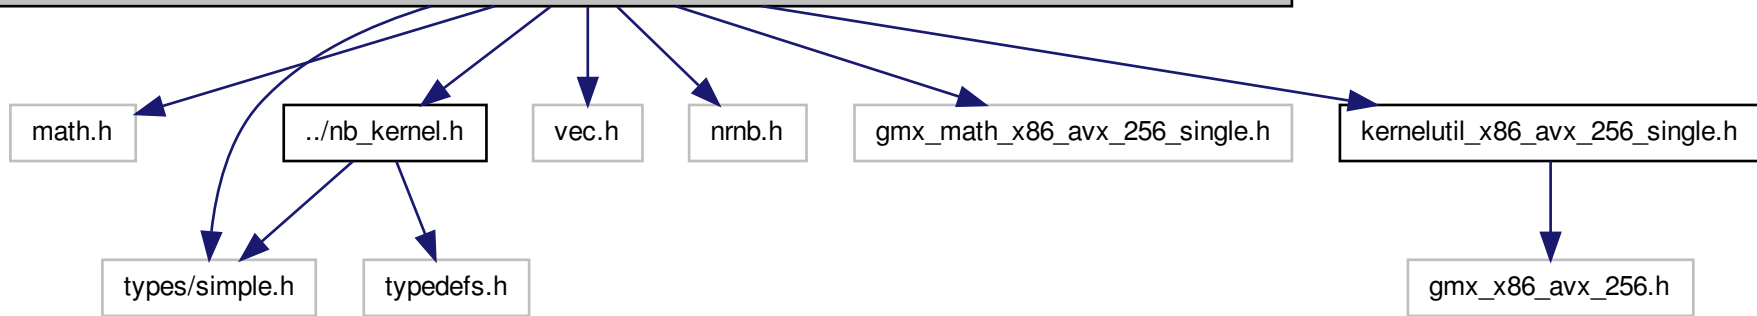 math.h
../nb_kernel.h
vec.h
nrnb.h
gmx_math_x86_avx_256_single.h
kernelutil_x86_avx_256_single.h
types/simple.h
typedefs.h
gmx_x86_avx_256.h